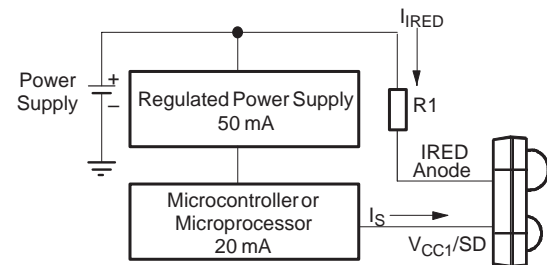 I_IRED
Power
Supply
+
–
Regulated Power Supply
50 mA
R1
IRED
Anode
Microcontroller or
Microprocessor
20 mA
I_S
V_CC1/SD